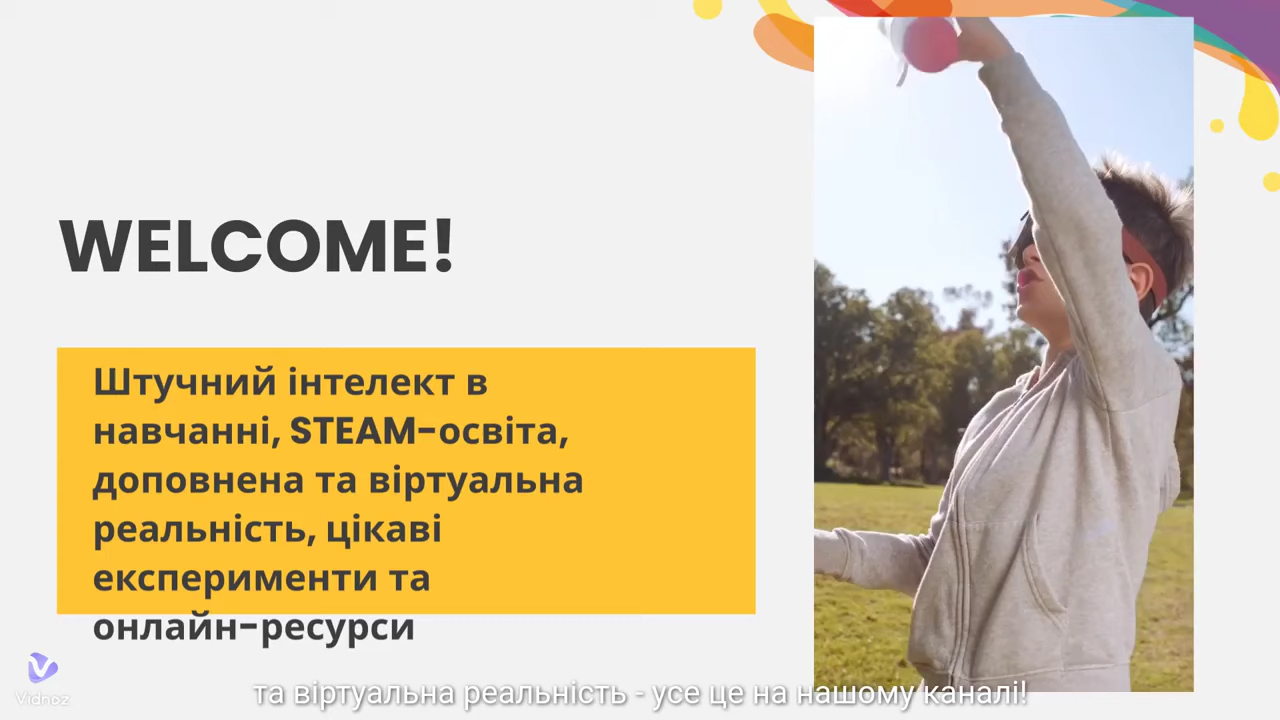 WELCOME!
Штучний інтелект в
навчанні, STEAM-освіта,
доповнена та віртуальна
реальність, цікаві
експерименти та
онлайн-ресурси
Vidnoz
та віртуальна реальність - усе це на нашому каналі!